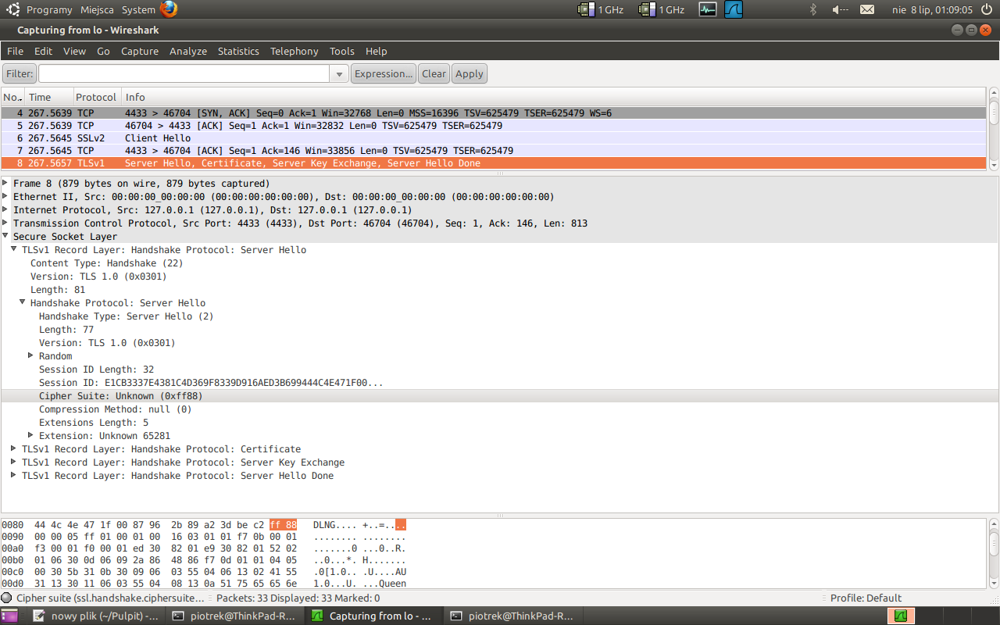 Programy Miejsca System 1 GHz 1 GHz nie 8 lip, 01:09:05
Capturing from lo - Wireshark
File Edit View Go Capture Analyze Statistics Telephony Tools Help
Filter: Expression... Clear Apply
No.. Time Protocol Info
4 267.5639 TCP 4433 > 46704 [SYN, ACK] Seq=0 Ack=1 Win=32768 Len=0 MSS=16396 TSV=625479 TSER=625479 WS=6
5 267.5639 TCP 46704 > 4433 [ACK] Seq=1 Ack=1 Win=32832 Len=0 TSV=625479 TSER=625479
6 267.5645 SSLv2 Client Hello
7 267.5645 TCP 4433 > 46704 [ACK] Seq=1 Ack=146 Win=33856 Len=0 TSV=625479 TSER=625479
8 267.5657 TLSv1 Server Hello, Certificate, Server Key Exchange, Server Hello Done
Frame 8 (879 bytes on wire, 879 bytes captured)
Ethernet II, Src: 00:00:00_00:00:00 (00:00:00:00:00:00), Dst: 00:00:00_00:00:00 (00:00:00:00:00:00)
Internet Protocol, Src: 127.0.0.1 (127.0.0.1), Dst: 127.0.0.1 (127.0.0.1)
Transmission Control Protocol, Src Port: 4433 (4433), Dst Port: 46704 (46704), Seq: 1, Ack: 146, Len: 813
Secure Socket Layer
TLSv1 Record Layer: Handshake Protocol: Server Hello
Content Type: Handshake (22)
Version: TLS 1.0 (0x0301)
Length: 81
Handshake Protocol: Server Hello
Handshake Type: Server Hello (2)
Length: 77
Version: TLS 1.0 (0x0301)
Random
Session ID Length: 32
Session ID: E1CB3337E4381C4D369F8339D916AED3B699444C4E471F00...
Cipher Suite: Unknown (0xff88)
Compression Method: null (0)
Extensions Length: 5
Extension: Unknown 65281
TLSv1 Record Layer: Handshake Protocol: Certificate
TLSv1 Record Layer: Handshake Protocol: Server Key Exchange
TLSv1 Record Layer: Handshake Protocol: Server Hello Done
0080 44 4c 4e 47 1f 00 87 96 2b 89 a2 3d be c2 ff 88 DLNG.... +..=....
0090 00 00 05 ff 01 00 01 00 16 03 01 01 f7 0b 00 01 ........ ........
00a0 f3 00 01 f0 00 01 ed 30 82 01 e9 30 82 01 52 02 .......0 ...0..R.
00b0 01 06 30 0d 06 09 2a 86 48 86 f7 0d 01 01 04 05 ..0...*. H.......
00c0 00 30 5b 31 0b 30 09 06 03 55 04 06 13 02 41 55 .0[1.0.. .U....AU
00d0 31 13 30 11 06 03 55 04 08 13 0a 51 75 65 65 6e 1.0...U. ...Queen
Cipher suite (ssl.handshake.ciphersuite... Packets: 33 Displayed: 33 Marked: 0 Profile: Default
nowy plik (~/Pulpit) -... piotrek@ThinkPad-R... Capturing from lo - ... piotrek@ThinkPad-R...